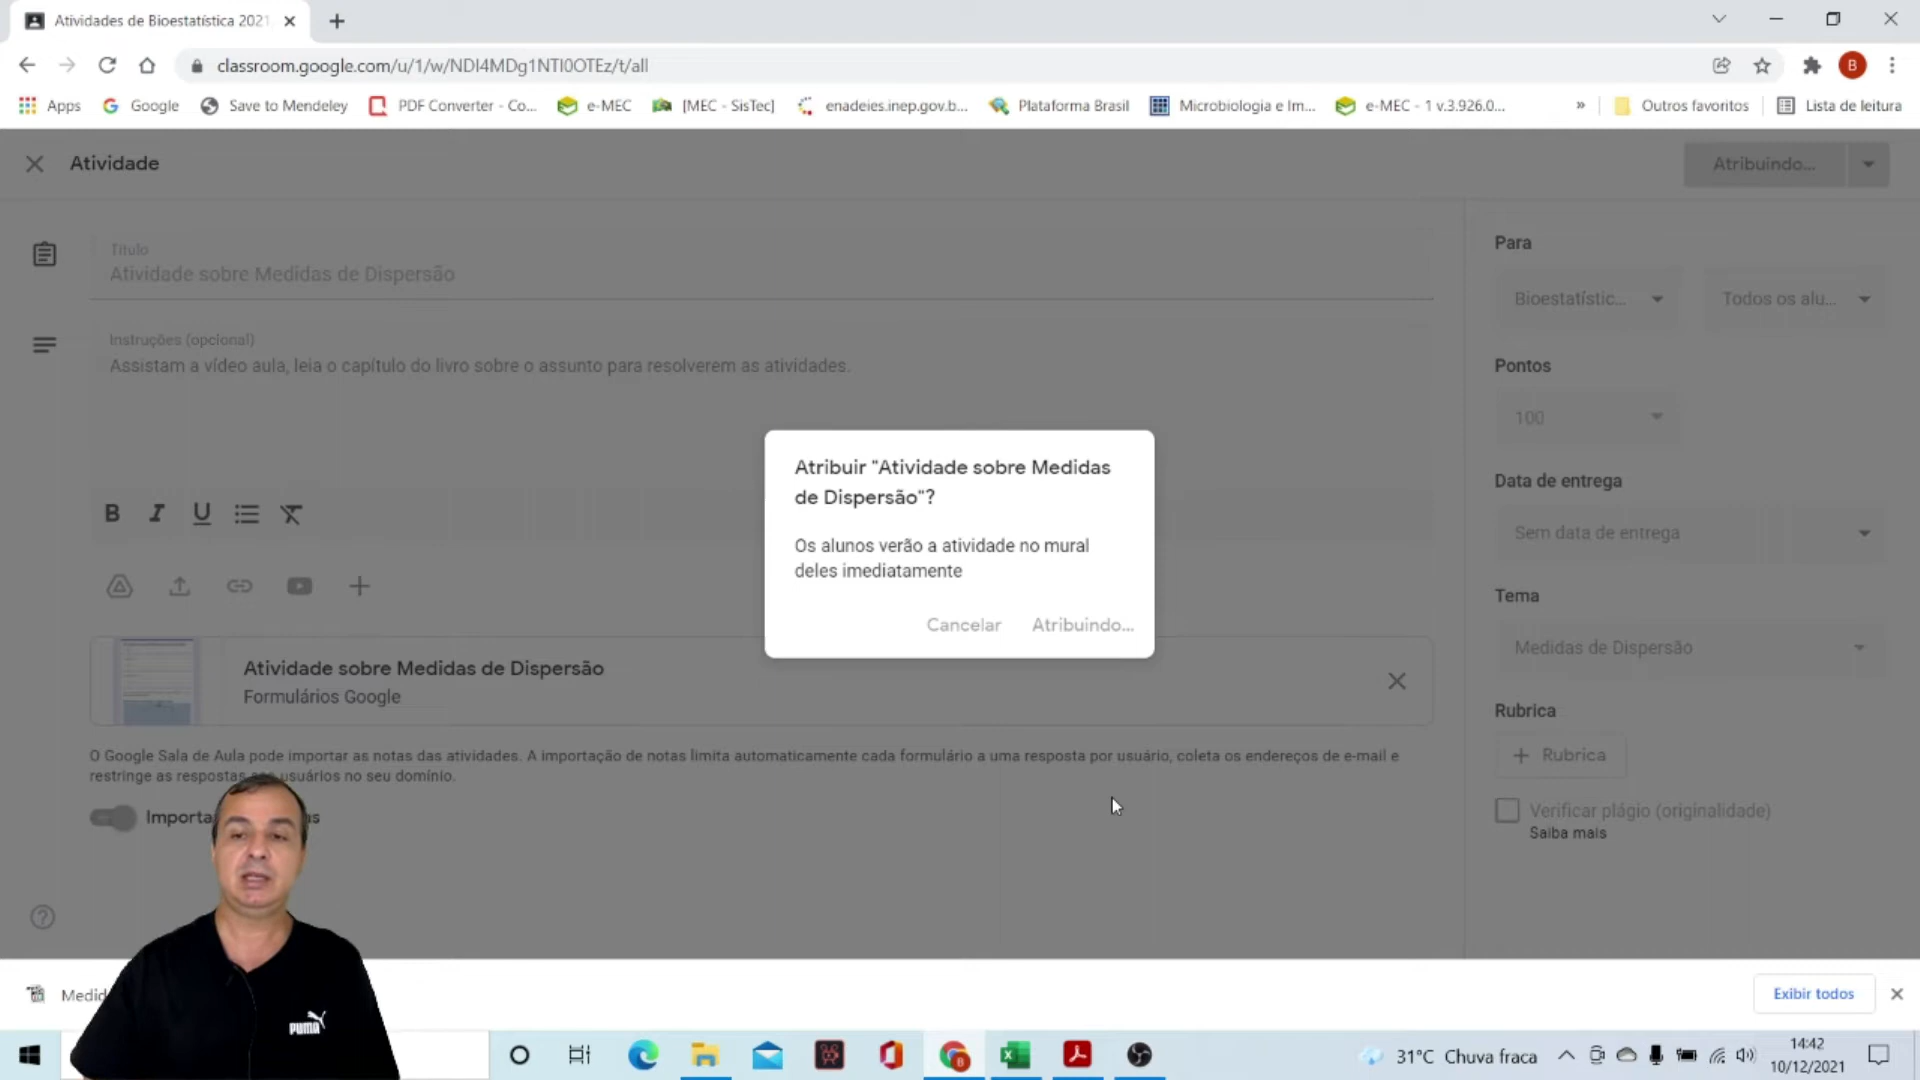 Atividades de Bioestatística 2021
classroom.google.com/u/1/w/NDI4MDg1NTI0OTEz/t/all
B
Apps
Google
Save to Mendeley
PDF Converter - Co...
e-MEC
[MEC - SisTec]
enadeies.inep.gov.b...
Plataforma Brasil
Microbiologia e Im...
e-MEC - 1 v.3.926.0...
»
Outros favoritos
Lista de leitura
Atividade
Atribuindo...
Título
Atividade sobre Medidas de Dispersão
Instruções (opcional)
Assistam a vídeo aula, leia o capítulo do livro sobre o assunto para resolverem as atividades.
B I U
Atividade sobre Medidas de Dispersão
Formulários Google
O Google Sala de Aula pode importar as notas das atividades. A importação de notas limita automaticamente cada formulário a uma resposta por usuário, coleta os endereços de e-mail e
restringe as respostas aos usuários no seu domínio.
Importa
Para
Bioestatístic...
Todos os alu...
Pontos
100
Data de entrega
Sem data de entrega
Tema
Medidas de Dispersão
Rubrica
+ Rubrica
Verificar plágio (originalidade)
Saiba mais
Atribuir "Atividade sobre Medidas
de Dispersão"?
Os alunos verão a atividade no mural
deles imediatamente
Cancelar
Atribuindo...
Medid
PUMA
Exibir todos
31°C Chuva fraca
14:42
10/12/2021